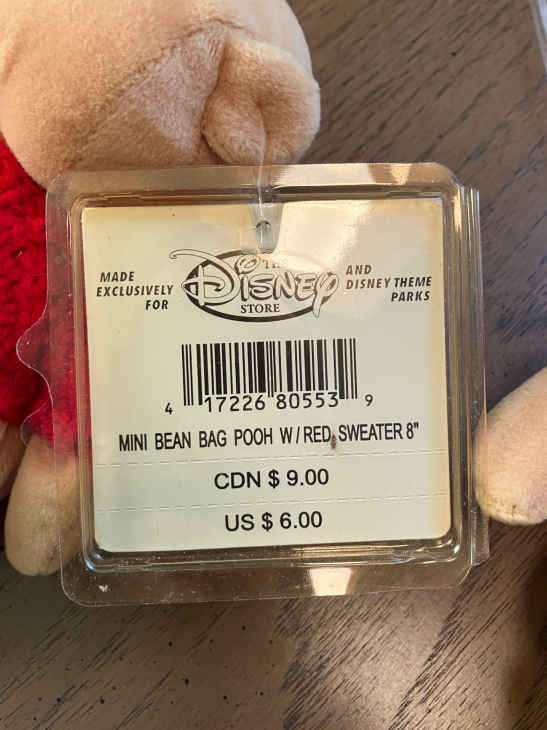 MADE
EXCLUSIVELY
FOR
THE
DISNEY
STORE
AND
DISNEY THEME
PARKS
4 17226 80553 9
MINI BEAN BAG POOH W/RED SWEATER 8"
CDN $ 9.00
US $ 6.00